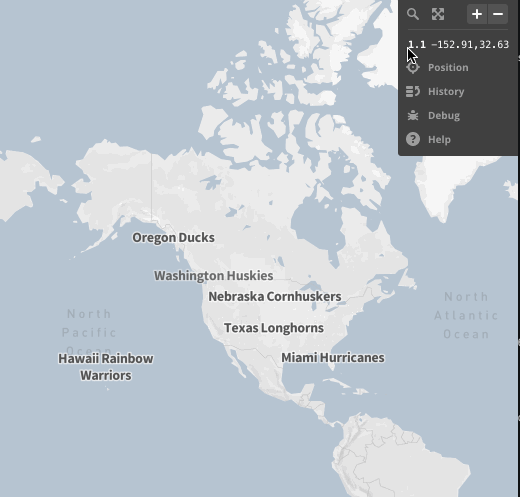 1.1 −152.91,32.63
Position
History
Debug
Help
Oregon Ducks
Washington Huskies
Nebraska Cornhuskers
North
Pacific
Ocean
North
Atlantic
Ocean
Texas Longhorns
Hawaii Rainbow
Warriors
Miami Hurricanes